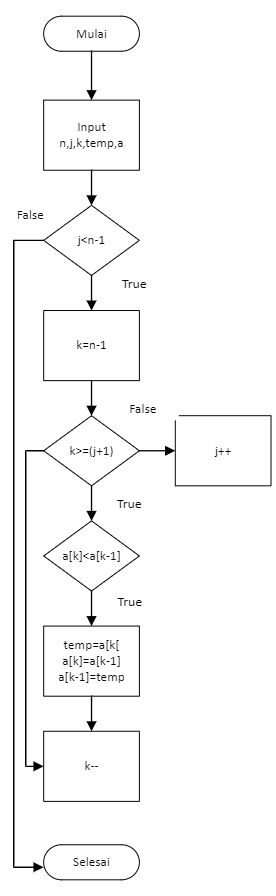 Mulai
Input
n,j,k,temp,a
False
j<n-1
True
k=n-1
False
k>=(j+1)
j++
True
a[k]<a[k-1]
True
temp=a[k[
a[k]=a[k-1]
a[k-1]=temp
k--
Selesai